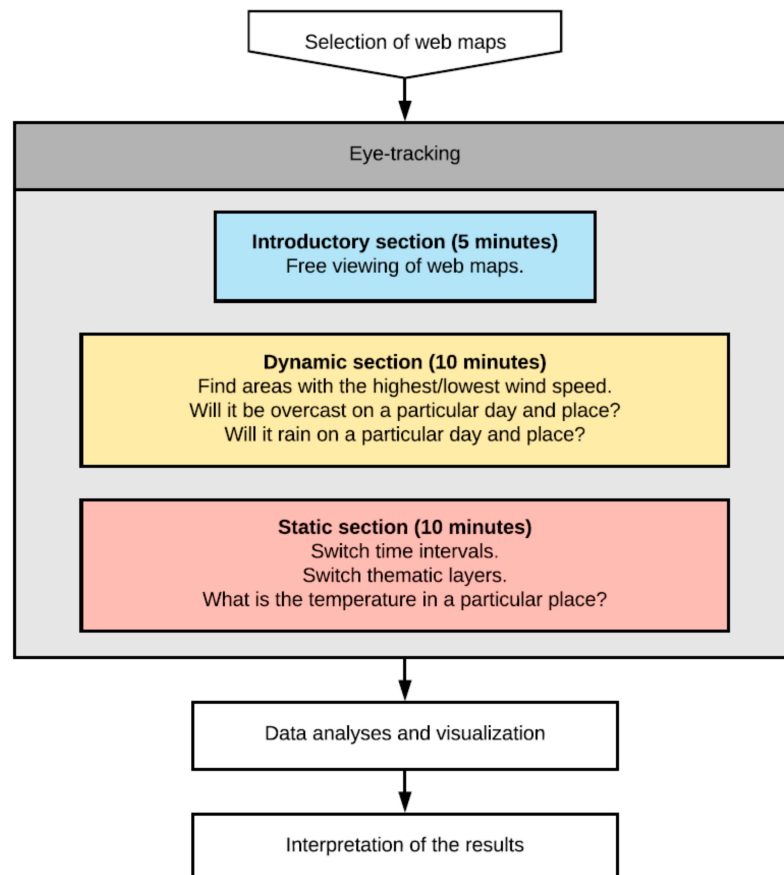 Selection of web maps
Eye-tracking
Introductory section (5 minutes)
Free viewing of web maps.
Dynamic section (10 minutes)
Find areas with the highest/lowest wind speed.
Will it be overcast on a particular day and place?
Will it rain on a particular day and place?
Static section (10 minutes)
Switch time intervals.
Switch thematic layers.
What is the temperature in a particular place?
Data analyses and visualization
Interpretation of the results